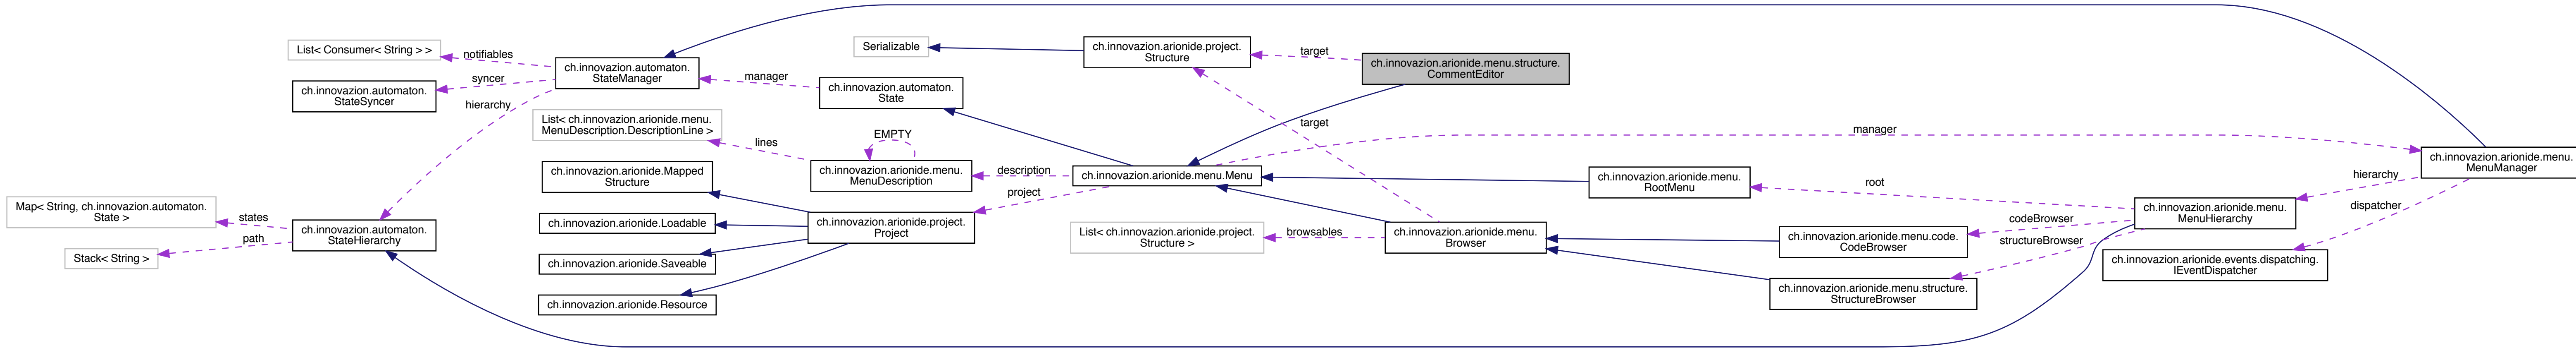 List< Consumer< String > >
notifiables
ch.innovazion.automaton.
StateManager
syncer
ch.innovazion.automaton.
StateSyncer
hierarchy
manager
ch.innovazion.automaton.
State
Serializable
ch.innovazion.arionide.project.
Structure
target
ch.innovazion.arionide.menu.structure.
CommentEditor
List< ch.innovazion.arionide.menu.
MenuDescription.DescriptionLine >
lines
EMPTY
ch.innovazion.arionide.menu.
MenuDescription
description
ch.innovazion.arionide.menu.Menu
target
manager
ch.innovazion.arionide.menu.
MenuManager
ch.innovazion.arionide.Mapped
Structure
project
ch.innovazion.arionide.menu.
RootMenu
root
hierarchy
dispatcher
Map< String, ch.innovazion.automaton.
State >
states
path
Stack< String >
ch.innovazion.automaton.
StateHierarchy
ch.innovazion.arionide.Loadable
ch.innovazion.arionide.project.
Project
List< ch.innovazion.arionide.project.
Structure >
browsables
ch.innovazion.arionide.menu.
Browser
ch.innovazion.arionide.menu.code.
CodeBrowser
codeBrowser
structureBrowser
ch.innovazion.arionide.menu.
MenuHierarchy
ch.innovazion.arionide.Saveable
ch.innovazion.arionide.events.dispatching.
IEventDispatcher
ch.innovazion.arionide.Resource
ch.innovazion.arionide.menu.structure.
StructureBrowser